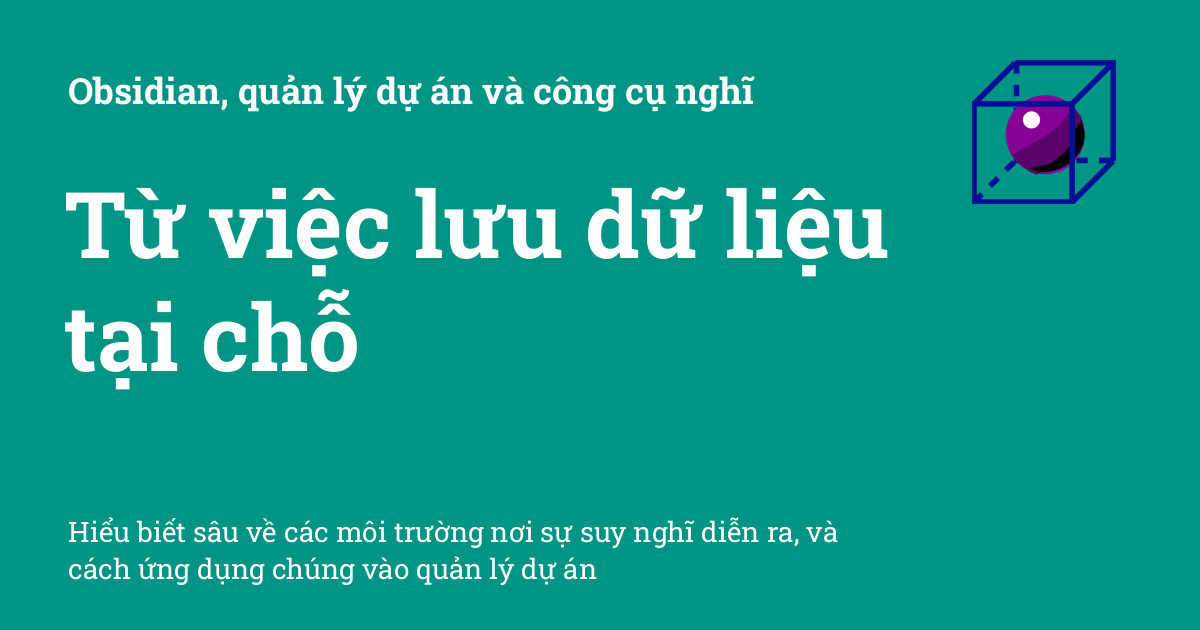 Obsidian, quản lý dự án và công cụ nghĩ
Từ việc lưu dữ liệu
tại chỗ
Hiểu biết sâu về các môi trường nơi sự suy nghĩ diễn ra, và
cách ứng dụng chúng vào quản lý dự án